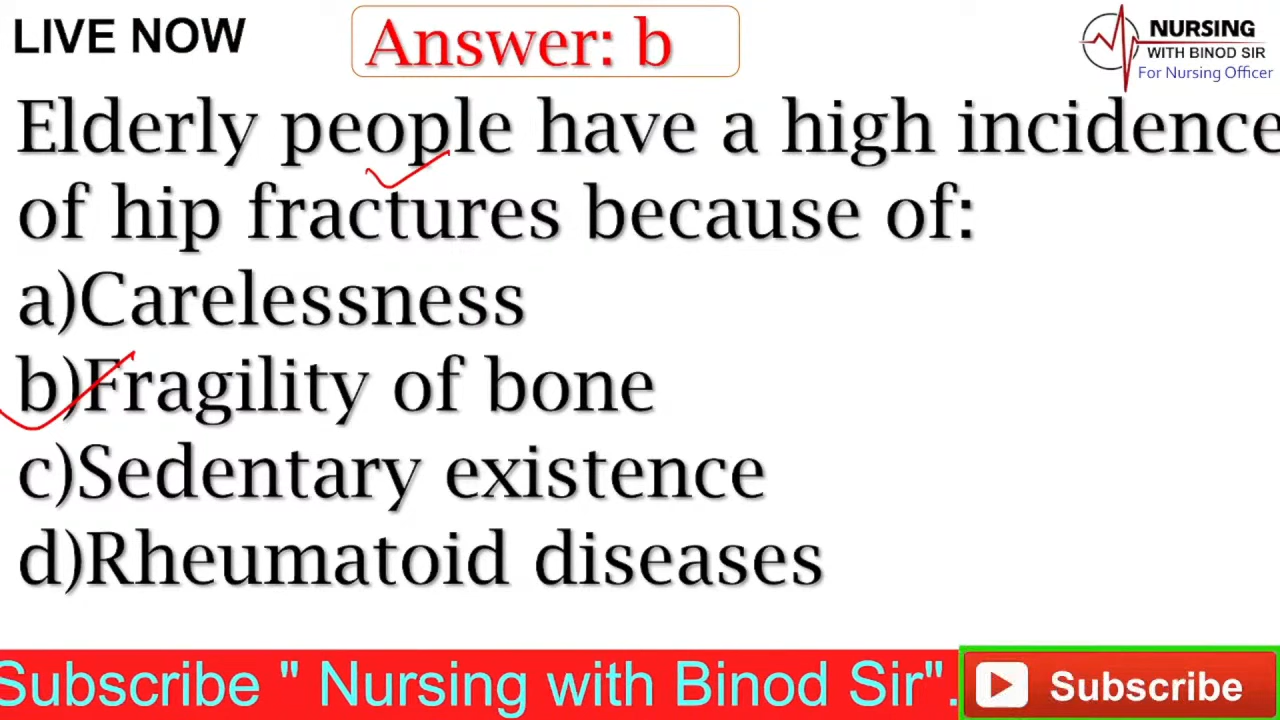 LIVE NOW
Answer: b
NURSING
WITH BINOD SIR
For Nursing Officer
Elderly people have a high incidence
of hip fractures because of:
a)Carelessness
b)Fragility of bone
c)Sedentary existence
d)Rheumatoid diseases
Subscribe " Nursing with Binod Sir".
Subscribe